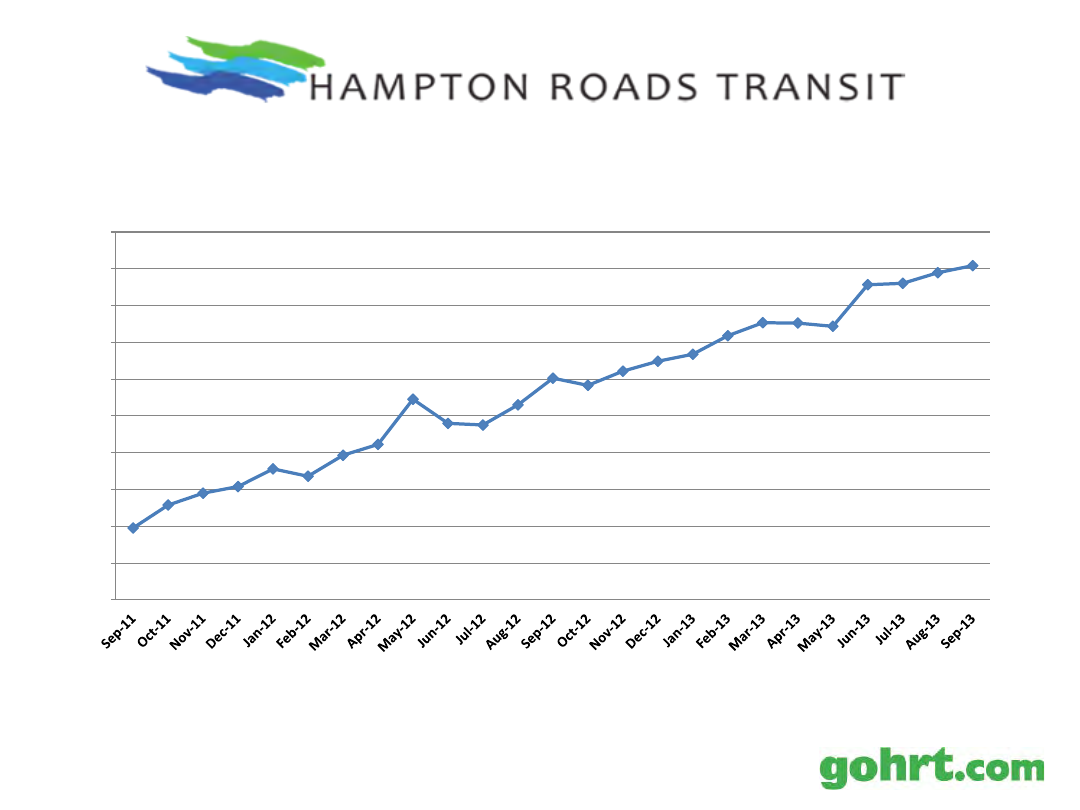 HAMPTON ROADS TRANSIT
Sep-11
Oct-11
Nov-11
Dec-11
Jan-12
Feb-12
Mar-12
Apr-12
May-12
Jun-12
Jul-12
Aug-12
Sep-12
Oct-12
Nov-12
Dec-12
Jan-13
Feb-13
Mar-13
Apr-13
May-13
Jun-13
Jul-13
Aug-13
Sep-13
gohrt.com